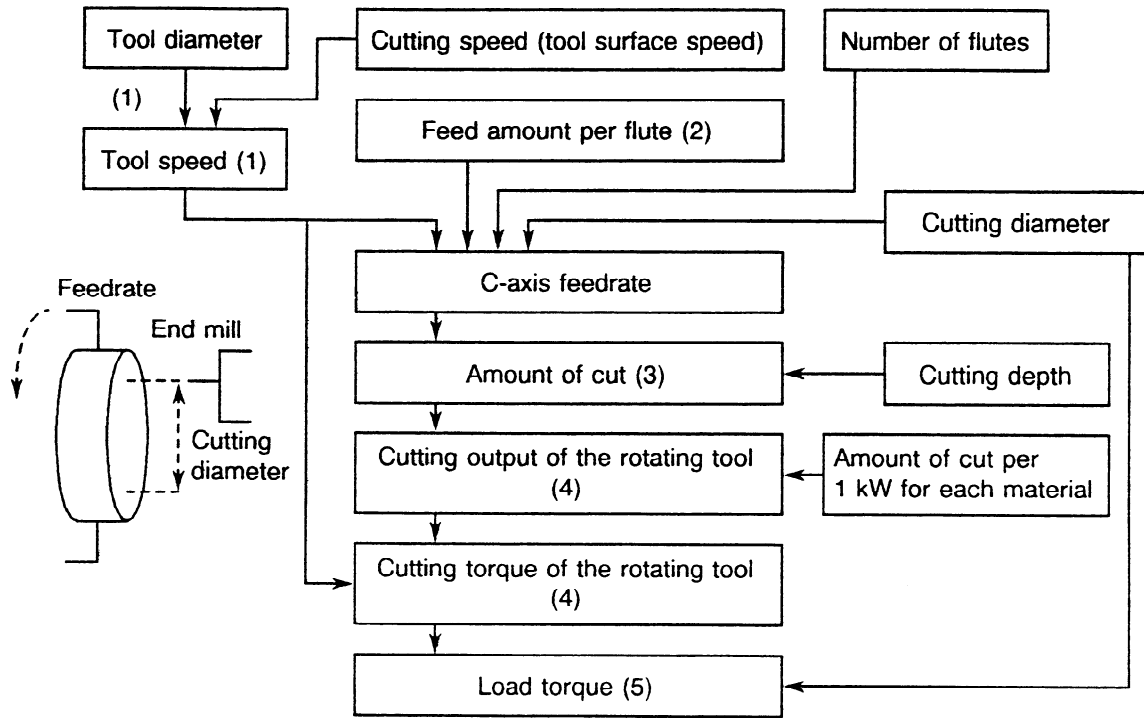 Tool diameter
Cutting speed (tool surface speed)
Number of flutes
(1)
Feed amount per flute (2)
Tool speed (1)
Cutting diameter
C-axis feedrate
Feedrate
End mill
Amount of cut (3)
Cutting depth
Cutting
diameter
Cutting output of the rotating tool
(4)
Amount of cut per
1 kW for each material
Cutting torque of the rotating tool
(4)
Load torque (5)